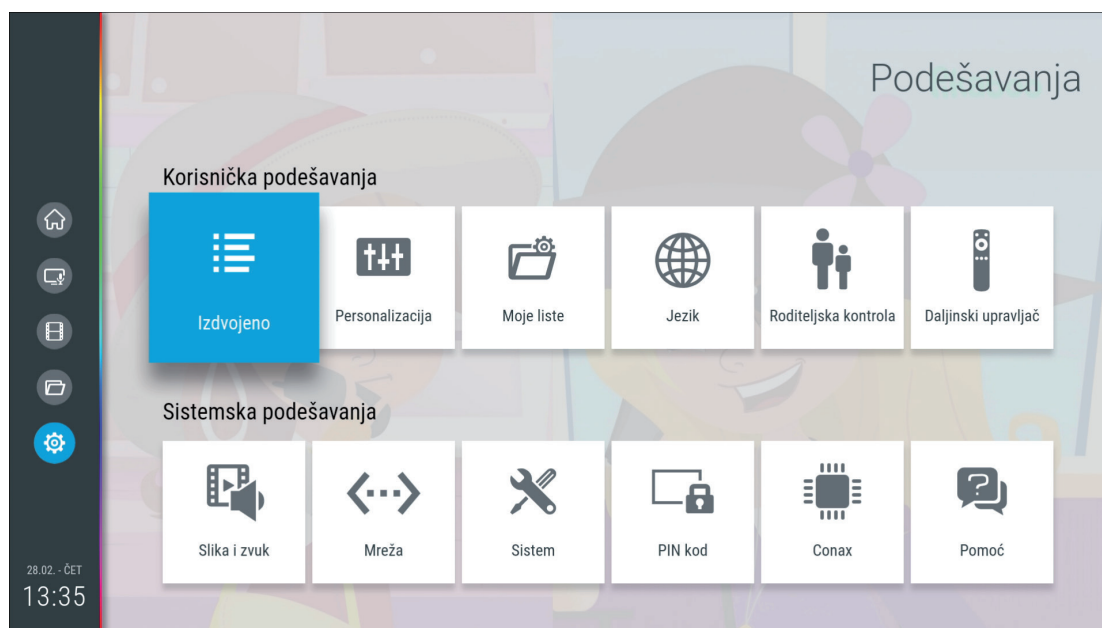 Podešavanja
Korisnička podešavanja
Izdvojeno
Personalizacija
Moje liste
Jezik
Roditeljska kontrola
Daljinski upravljač
Sistemska podešavanja
Slika i zvuk
Mreža
Sistem
PIN kod
Conax
Pomoć
28.02. - ČET
13:35